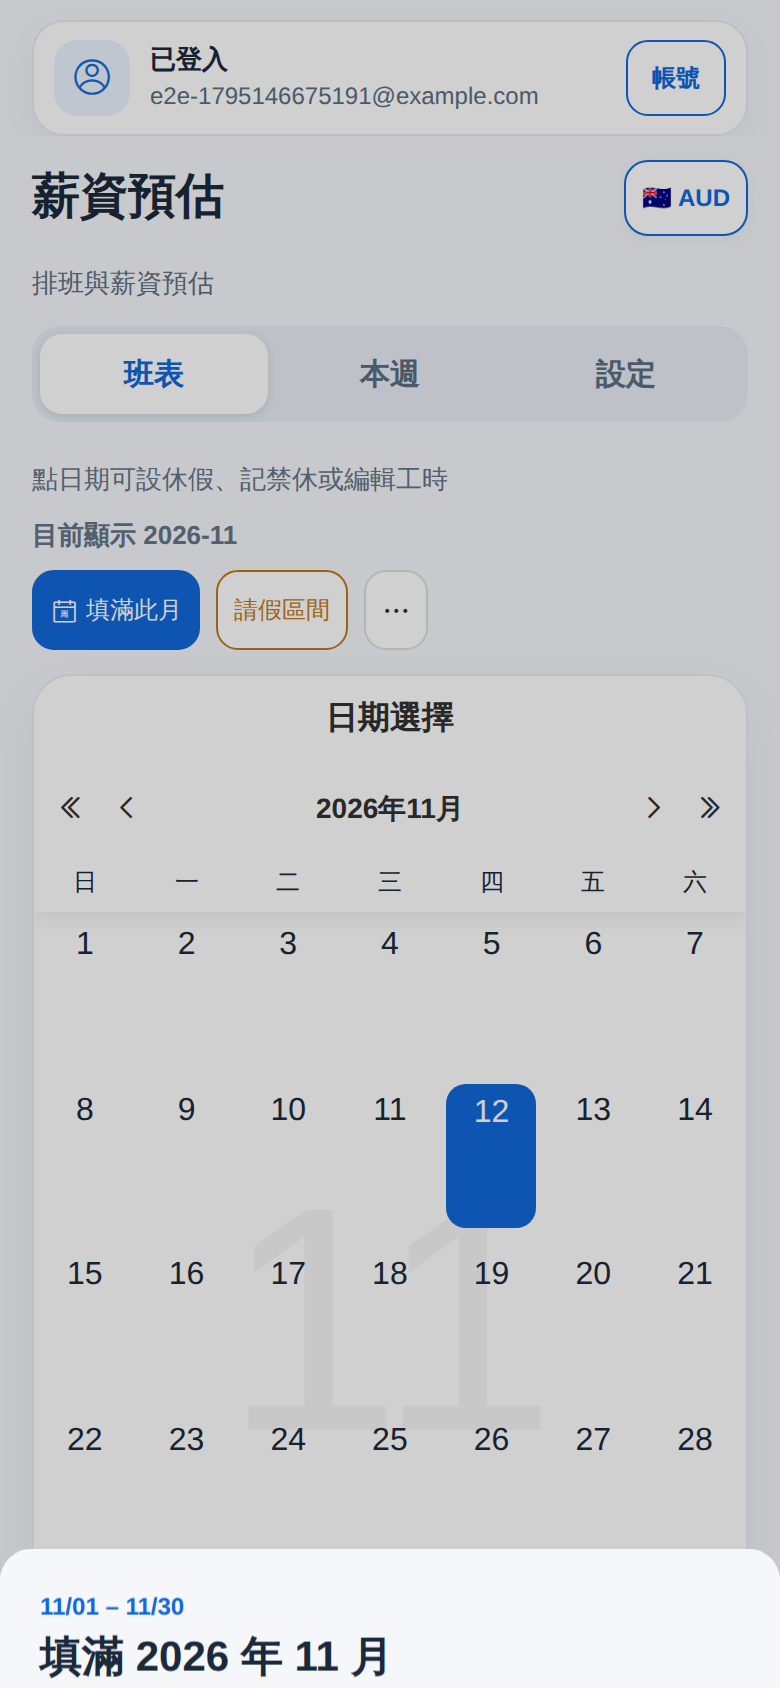 已登入
e2e-1795146675191@example.com
帳號
薪資預估
🇦🇺 AUD
排班與薪資預估
班表 本週 設定
點日期可設休假、記禁休或編輯工時
目前顯示 2026-11
周 填滿此月 請假區間 ···
日期選擇
2026年11月
日 一 二 三 四 五 六
1 2 3 4 5 6 7
8 9 10 11 12 13 14
11
15 16 17 18 19 20 21
22 23 24 25 26 27 28
11/01 – 11/30
填滿 2026 年 11 月